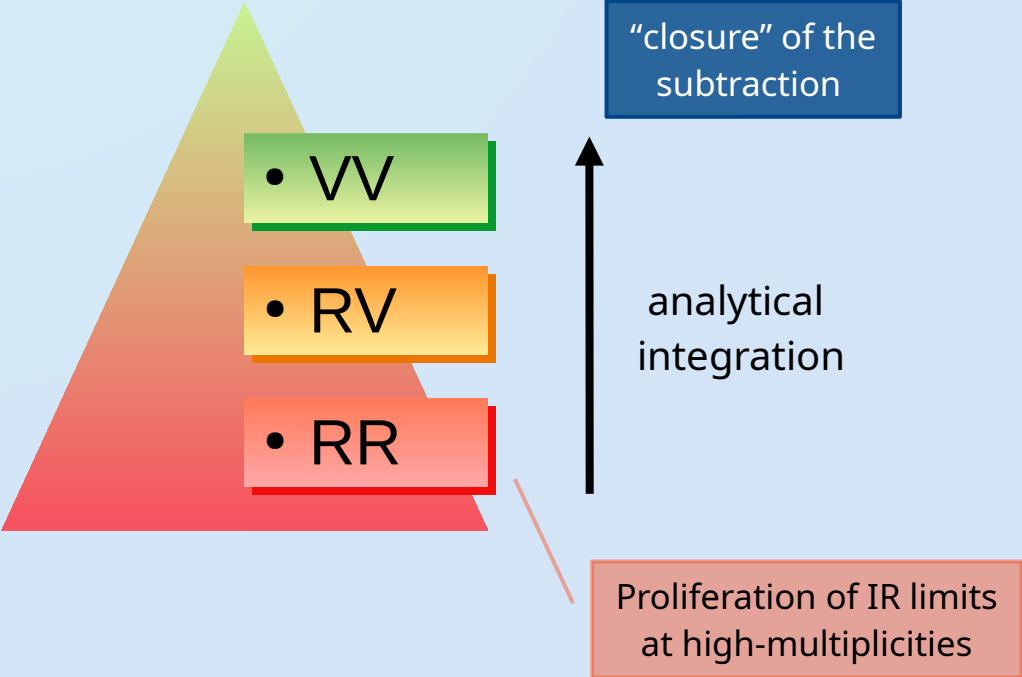 “closure” of the
subtraction
• VV
• RV
analytical
integration
• RR
Proliferation of IR limits
at high-multiplicities